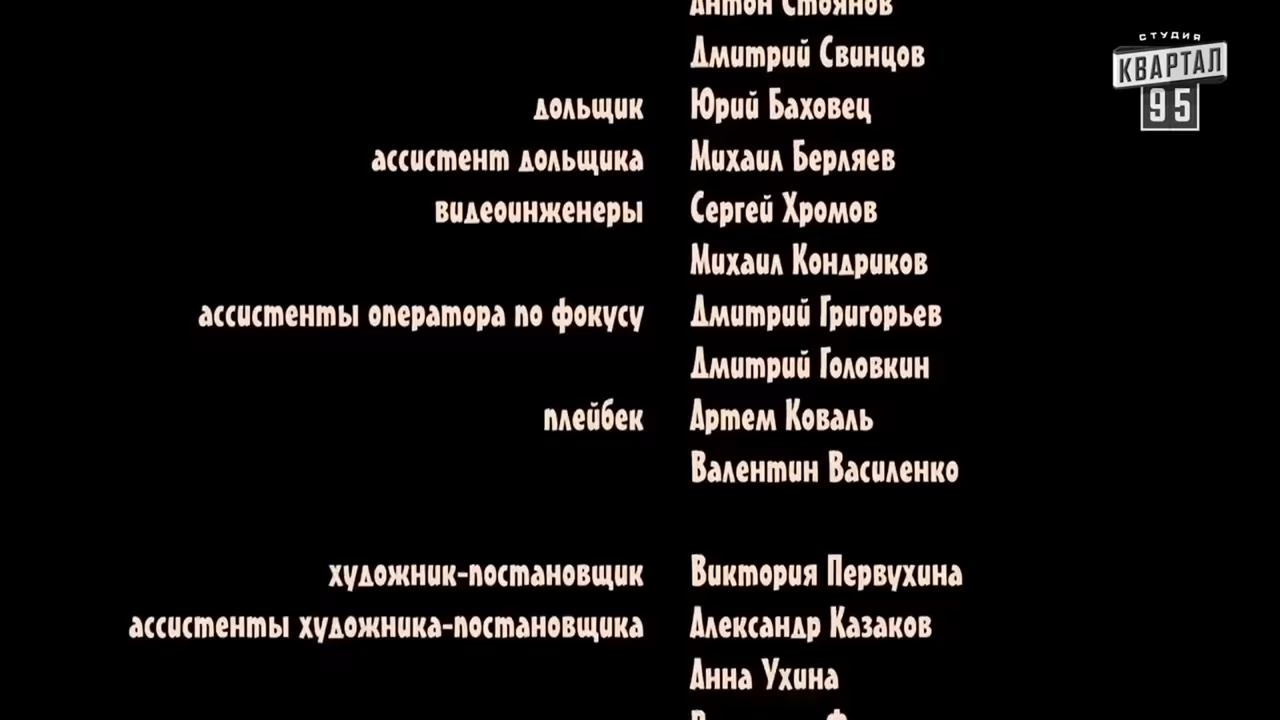 Антон Стоянов
СТУДИЯ
КВАРТАЛ
95
Дмитрий Свинцов
дольщик Юрий Баховец
ассистент дольщика Михаил Берляев
видеоинженеры Сергей Хромов
Михаил Кондриков
ассистенты оператора по фокусу Дмитрий Григорьев
Дмитрий Головкин
плейбек Артем Коваль
Валентин Василенко
художник-постановщик Виктория Первухина
ассистенты художника-постановщика Александр Казаков
Анна Ухина